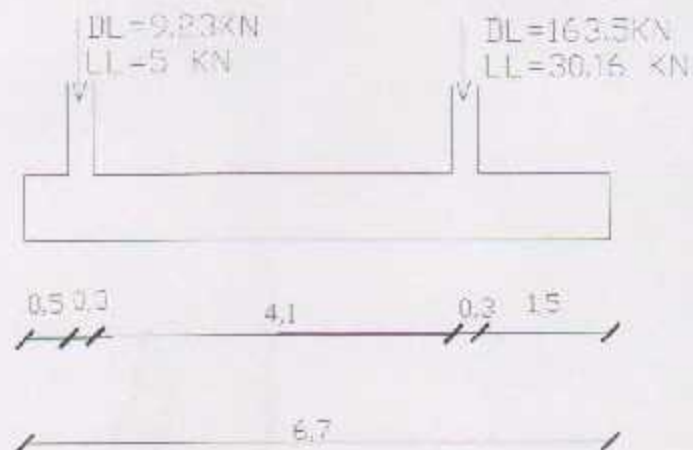 DL=9.23KN
LL=5 KN
DL=163.5KN
LL=30.16 KN
0,5 0,3 4,1 0,3 1,5
6,7